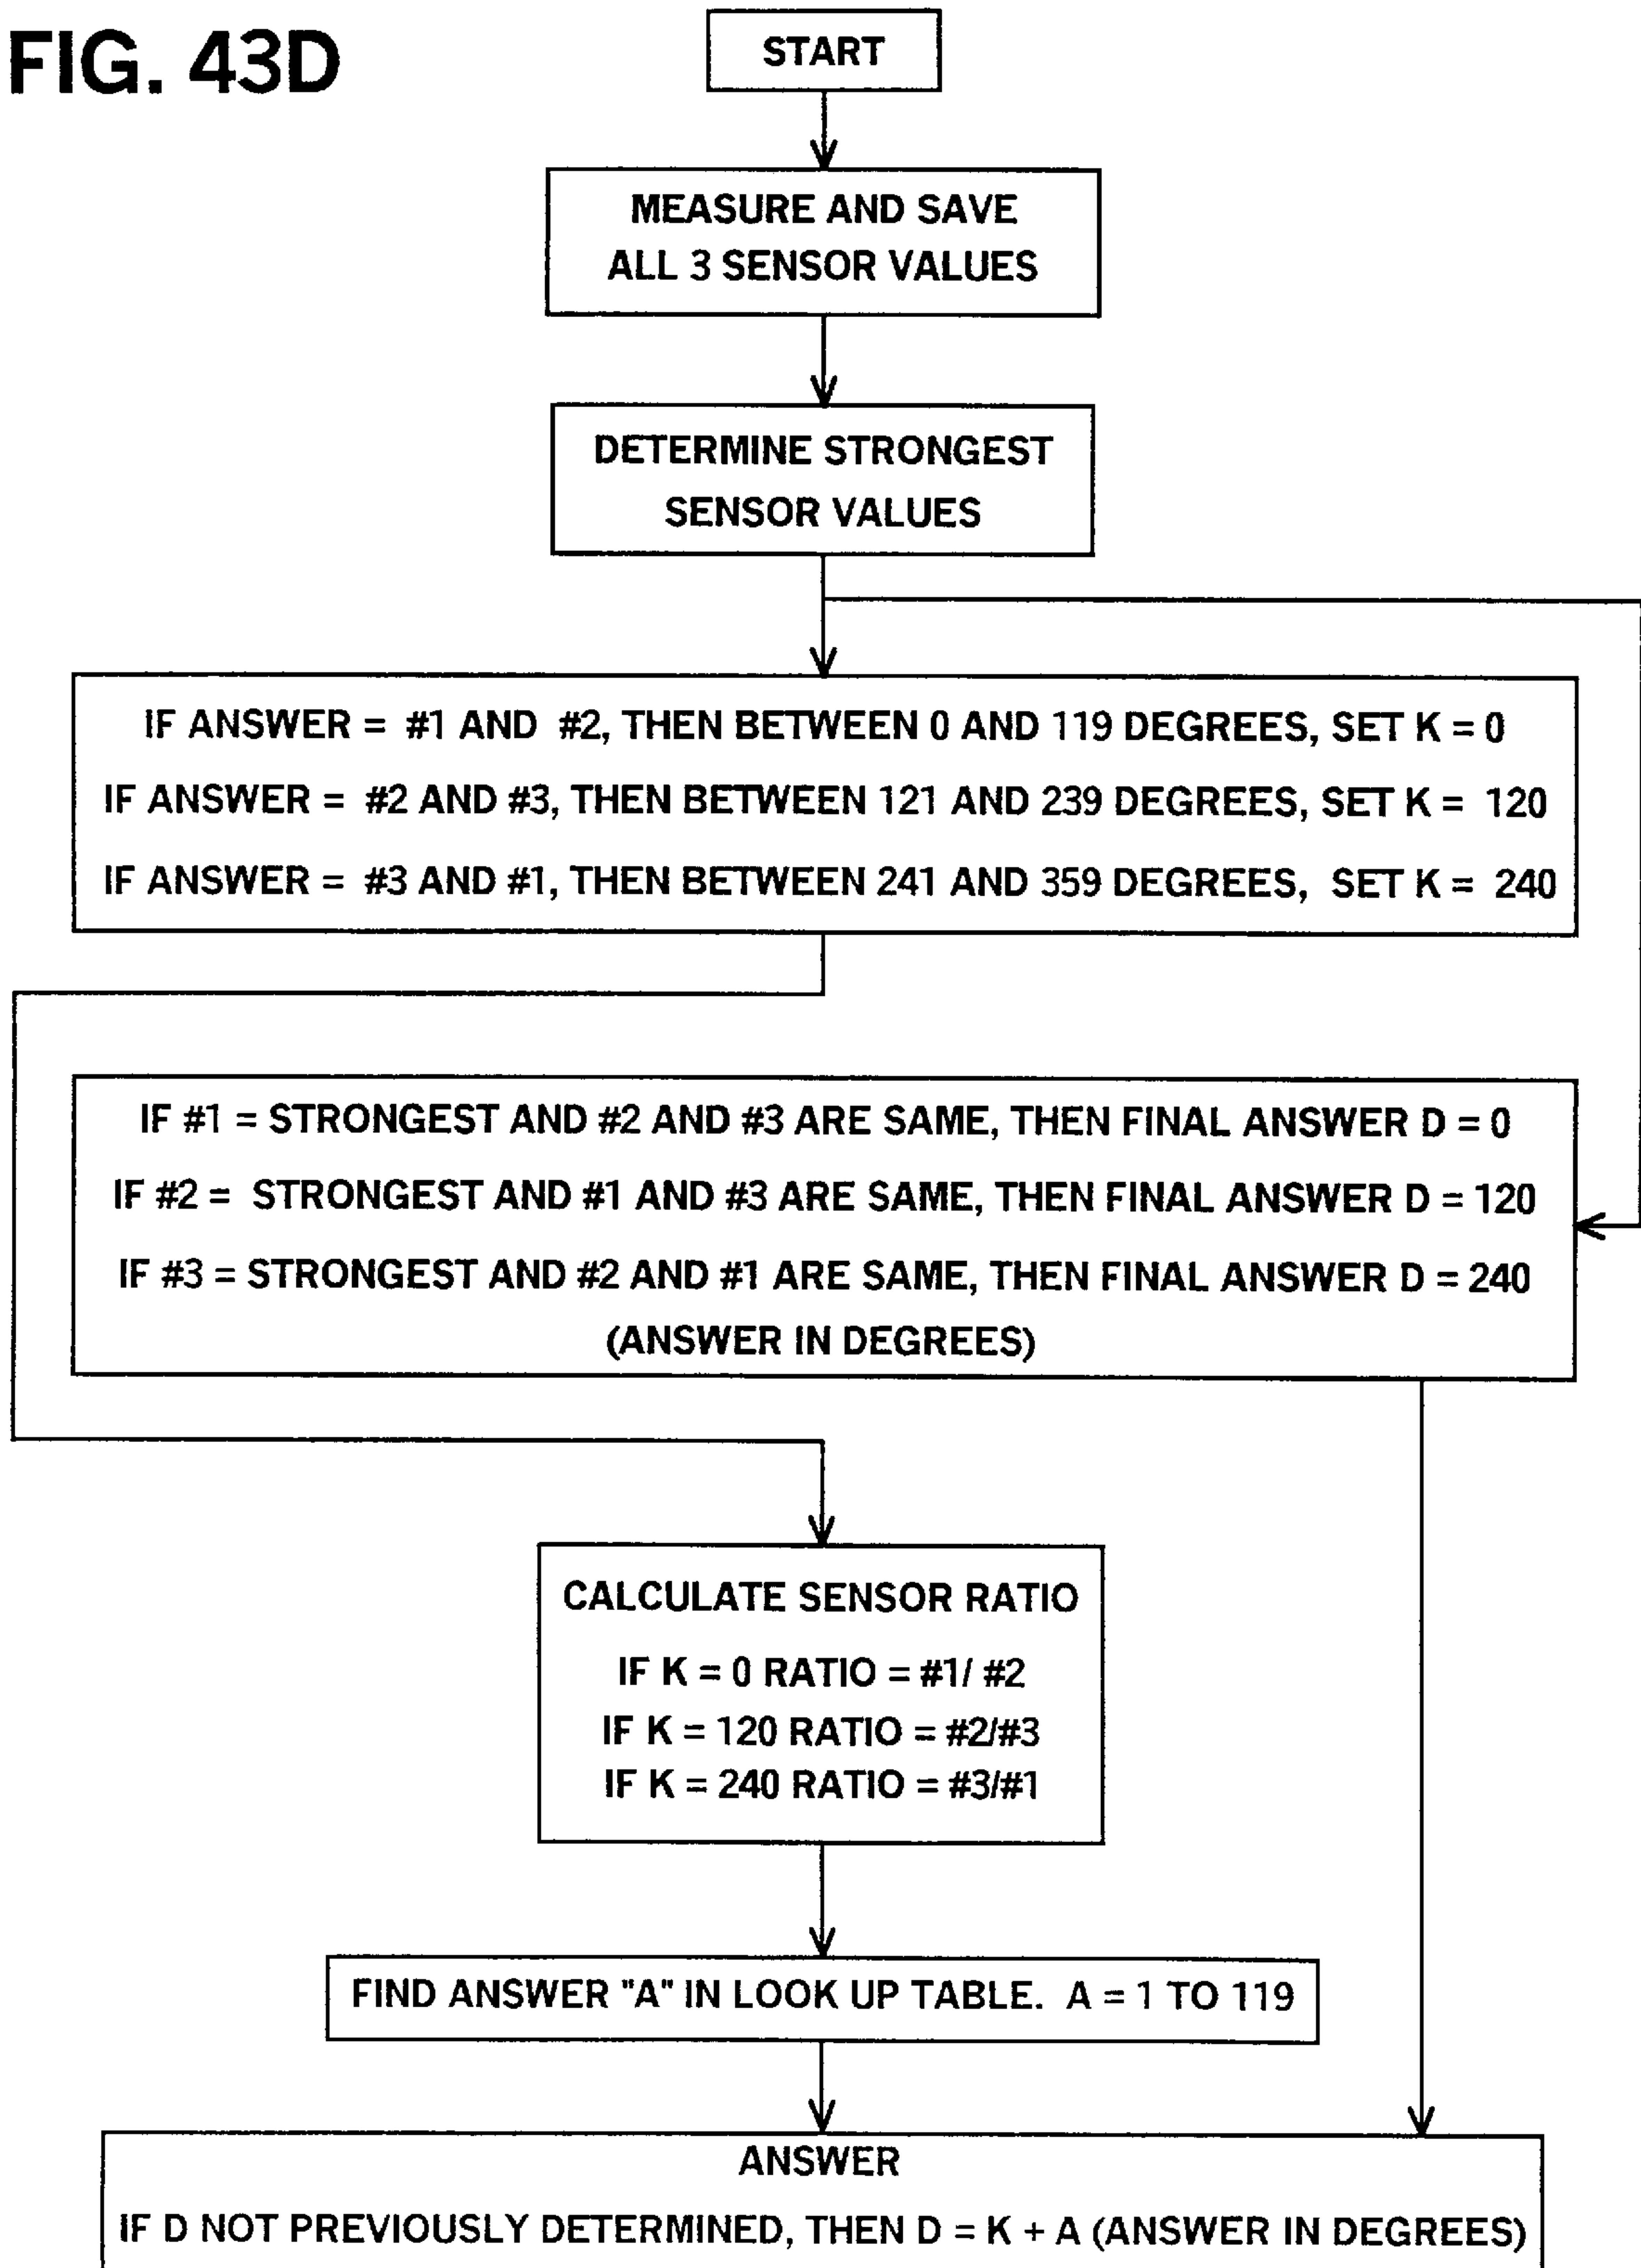 FIG. 43D
START
MEASURE AND SAVE
ALL 3 SENSOR VALUES
DETERMINE STRONGEST
SENSOR VALUES
IF ANSWER = #1 AND #2, THEN BETWEEN 0 AND 119 DEGREES, SET K = 0
IF ANSWER = #2 AND #3, THEN BETWEEN 121 AND 239 DEGREES, SET K = 120
IF ANSWER = #3 AND #1, THEN BETWEEN 241 AND 359 DEGREES, SET K = 240
IF #1 = STRONGEST AND #2 AND #3 ARE SAME, THEN FINAL ANSWER D = 0
IF #2 = STRONGEST AND #1 AND #3 ARE SAME, THEN FINAL ANSWER D = 120
IF #3 = STRONGEST AND #2 AND #1 ARE SAME, THEN FINAL ANSWER D = 240
(ANSWER IN DEGREES)
CALCULATE SENSOR RATIO
IF K = 0 RATIO = #1/ #2
IF K = 120 RATIO = #2/#3
IF K = 240 RATIO = #3/#1
FIND ANSWER "A" IN LOOK UP TABLE. A = 1 TO 119
ANSWER
IF D NOT PREVIOUSLY DETERMINED, THEN D = K + A (ANSWER IN DEGREES)